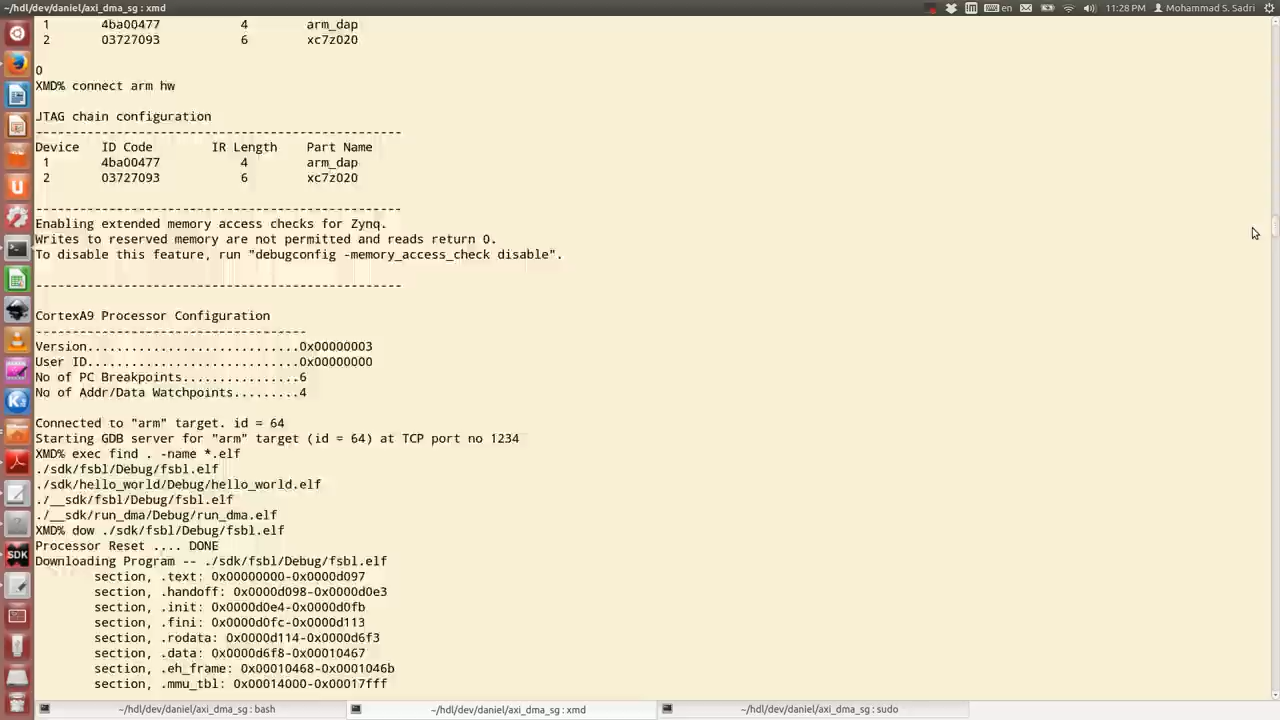 ~/hdl/dev/daniel/axi_dma_sg : xmd
en
11:28 PM
Mohammad S. Sadri
1 4ba00477 4 arm_dap
2 03727093 6 xc7z020
0
XMD% connect arm hw
JTAG chain configuration
--------------------------------------------------
Device ID Code IR Length Part Name
1 4ba00477 4 arm_dap
2 03727093 6 xc7z020
--------------------------------------------------
Enabling extended memory access checks for Zynq.
Writes to reserved memory are not permitted and reads return 0.
To disable this feature, run "debugconfig -memory_access_check disable".
--------------------------------------------------
CortexA9 Processor Configuration
-------------------------------------
Version.............................0x00000003
User ID.............................0x00000000
No of PC Breakpoints................6
No of Addr/Data Watchpoints.........4
Connected to "arm" target. id = 64
Starting GDB server for "arm" target (id = 64) at TCP port no 1234
XMD% exec find . -name *.elf
./sdk/fsbl/Debug/fsbl.elf
./sdk/hello_world/Debug/hello_world.elf
./__sdk/fsbl/Debug/fsbl.elf
./__sdk/run_dma/Debug/run_dma.elf
XMD% dow ./sdk/fsbl/Debug/fsbl.elf
Processor Reset .... DONE
Downloading Program -- ./sdk/fsbl/Debug/fsbl.elf
section, .text: 0x00000000-0x0000d097
section, .handoff: 0x0000d098-0x0000d0e3
section, .init: 0x0000d0e4-0x0000d0fb
section, .fini: 0x0000d0fc-0x0000d113
section, .rodata: 0x0000d114-0x0000d6f3
section, .data: 0x0000d6f8-0x00010467
section, .eh_frame: 0x00010468-0x0001046b
section, .mmu_tbl: 0x00014000-0x00017fff
SDK
~/hdl/dev/daniel/axi_dma_sg : bash
~/hdl/dev/daniel/axi_dma_sg : xmd
~/hdl/dev/daniel/axi_dma_sg : sudo